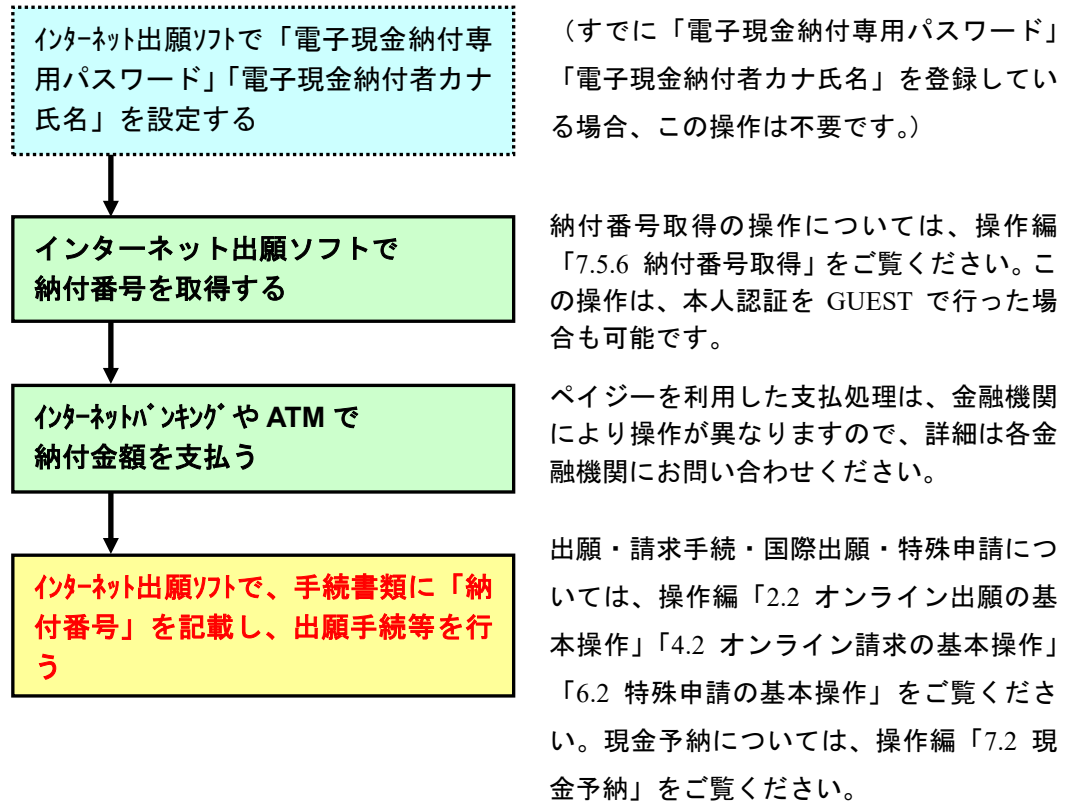 ｲﾝﾀｰﾈｯﾄ出願ｿﾌﾄで「電子現金納付専
用パスワード」「電子現金納付者カナ
氏名」を設定する
（すでに「電子現金納付専用パスワード」
「電子現金納付者カナ氏名」を登録してい
る場合、この操作は不要です。）
インターネット出願ソフトで
納付番号を取得する
納付番号取得の操作については、操作編
「7.5.6 納付番号取得」をご覧ください。こ
の操作は、本人認証を GUEST で行った場
合も可能です。
ｲﾝﾀｰﾈｯﾄﾊﾞﾝｷﾝｸﾞや ATM で
納付金額を支払う
ペイジーを利用した支払処理は、金融機関
により操作が異なりますので、詳細は各金
融機関にお問い合わせください。
ｲﾝﾀｰﾈｯﾄ出願ｿﾌﾄで、手続書類に「納
付番号」を記載し、出願手続等を行
う
出願・請求手続・国際出願・特殊申請につ
いては、操作編「2.2 オンライン出願の基
本操作」「4.2 オンライン請求の基本操作」
「6.2 特殊申請の基本操作」をご覧くださ
い。現金予納については、操作編「7.2 現
金予納」をご覧ください。